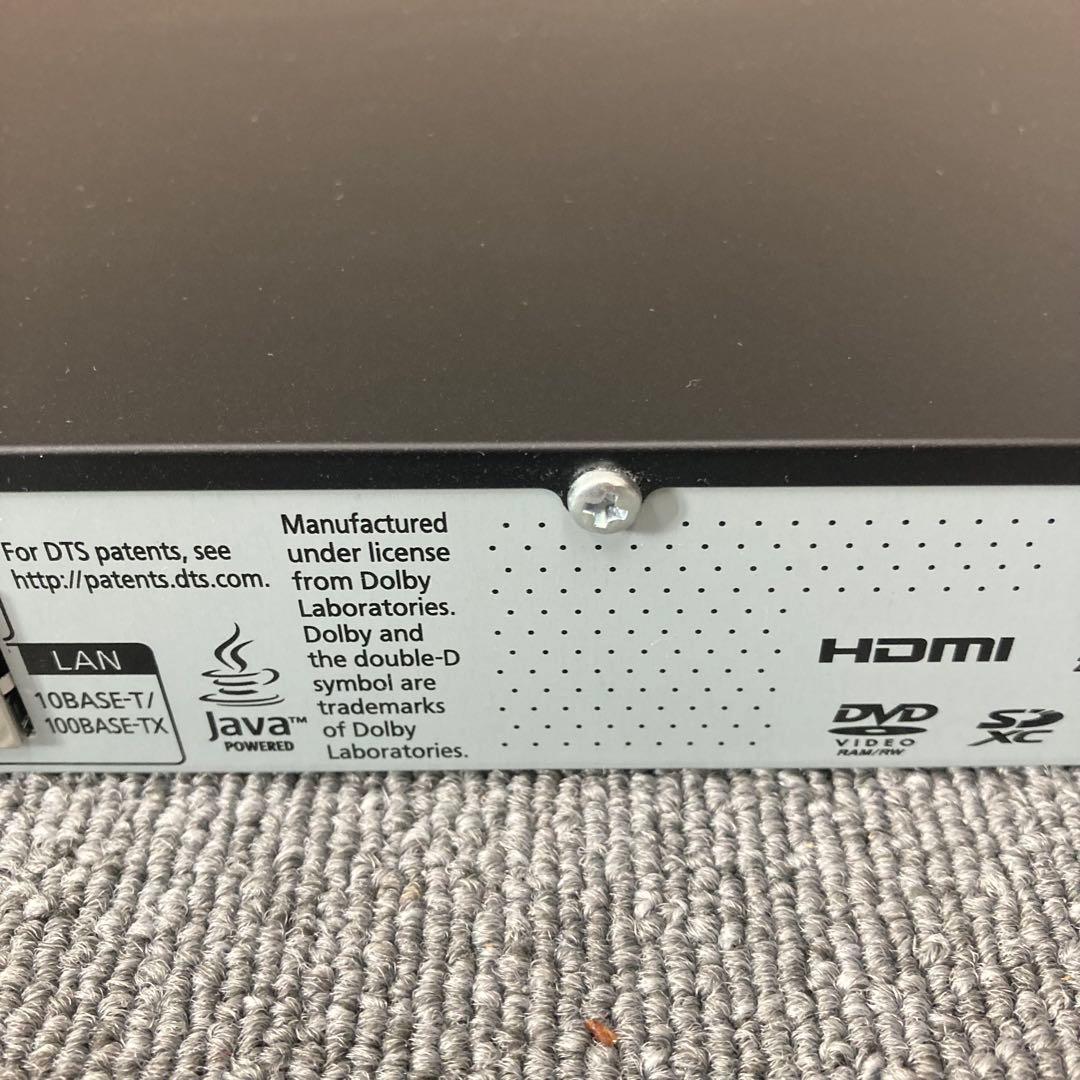 For DTS patents, see
http://patents.dts.com.
LAN
10BASE-T/
100BASE-TX
Java™
POWERED
Manufactured
under license
from Dolby
Laboratories.
Dolby and
the double-D
symbol are
trademarks
of Dolby
Laboratories.
HDMI
DVD
VIDEO
RAM/RW
SD
XC